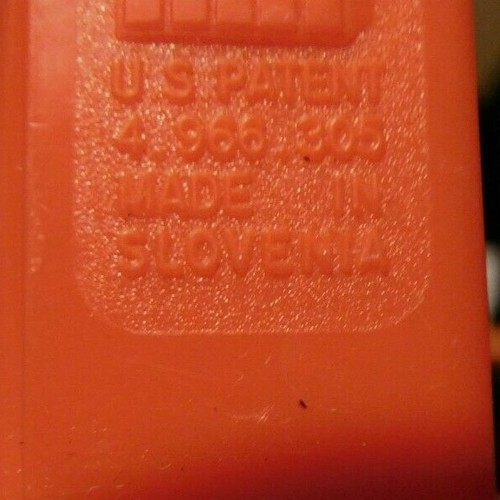 U S PATENT
4.966.305
MADE IN
SLOVENIA